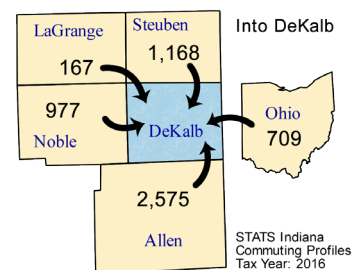 Into DeKalb
LaGrange
167
Steuben
1,168
977
Noble
DeKalb
Ohio
709
2,575
Allen
STATS Indiana
Commuting Profiles
Tax Year: 2016